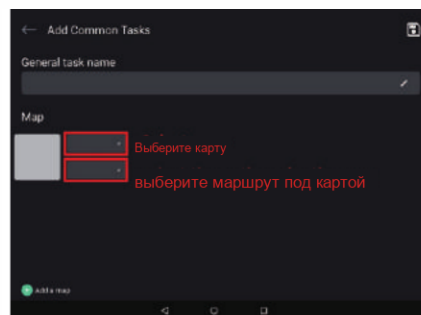 Add Common Tasks
General task name
Map
Выберите карту
выберите маршрут под картой
Add a map